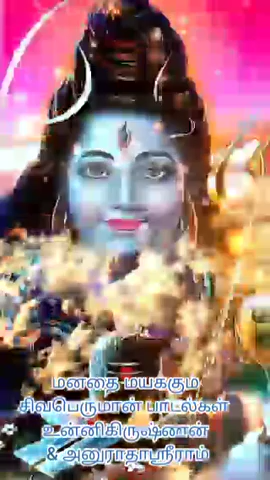 மனதை மயக்கும்
சிவபெருமான் பாடல்கள்
உன்னிகிருஷ்ணன்
& அனுராதாஸ்ரீராம்